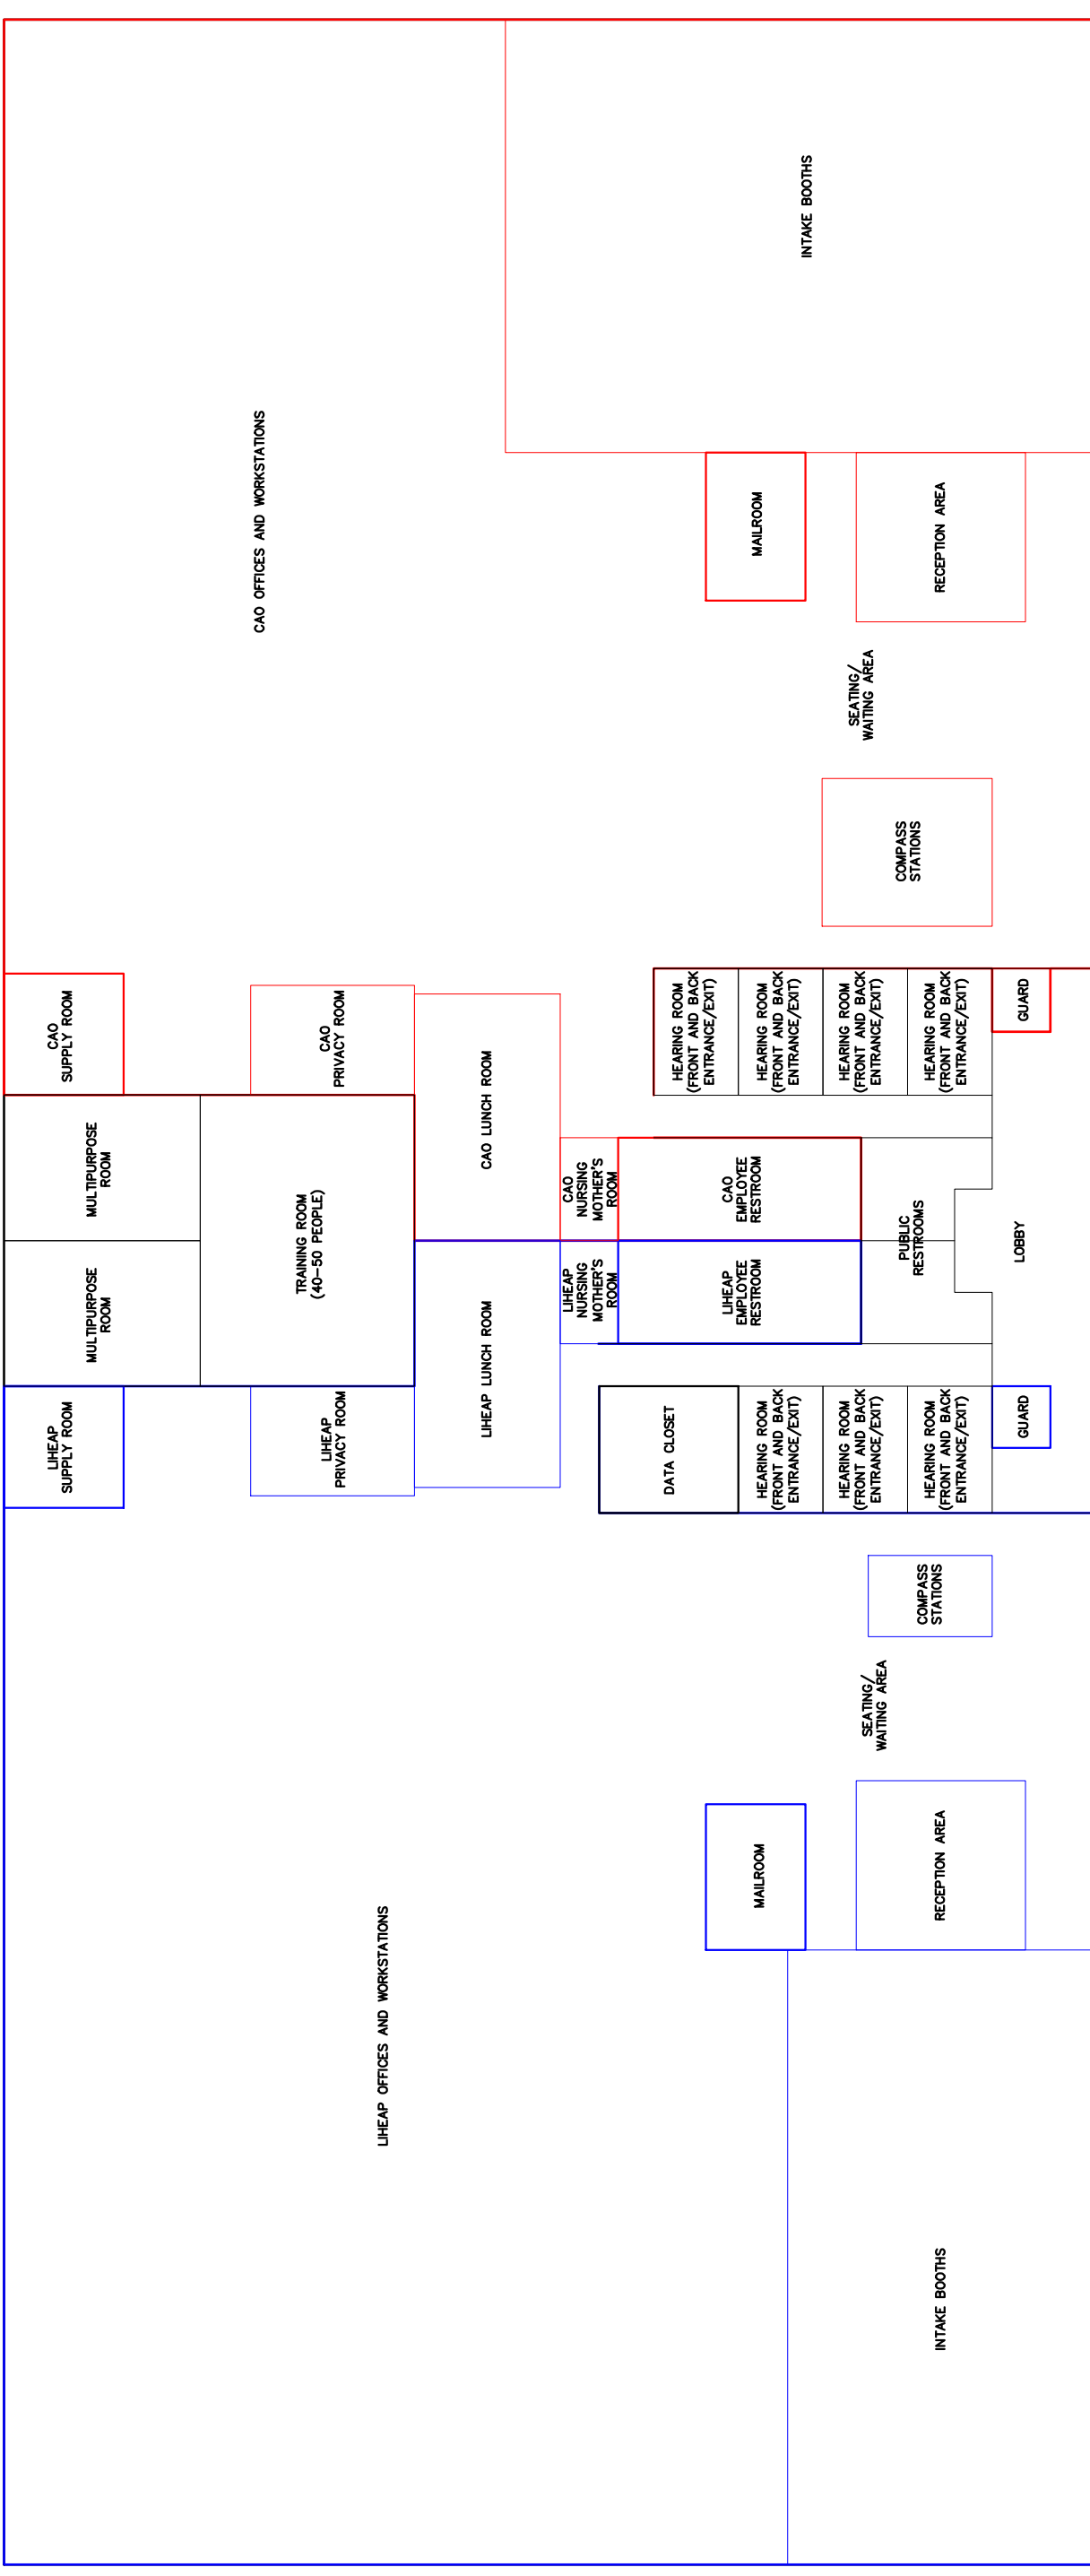 INTAKE BOOTHS
CAO OFFICES AND WORKSTATIONS
MAILROOM
RECEPTION AREA
SEATING/
WAITING AREA
COMPASS
STATIONS
CAO
SUPPLY ROOM
CAO
PRIVACY ROOM
CAO LUNCH ROOM
HEARING ROOM
(FRONT AND BACK
ENTRANCE/EXIT)
HEARING ROOM
(FRONT AND BACK
ENTRANCE/EXIT)
HEARING ROOM
(FRONT AND BACK
ENTRANCE/EXIT)
HEARING ROOM
(FRONT AND BACK
ENTRANCE/EXIT)
GUARD
MULTIPURPOSE
ROOM
MULTIPURPOSE
ROOM
TRAINING ROOM
(40-50 PEOPLE)
CAO
NURSING
MOTHER'S
ROOM
CAO
EMPLOYEE
RESTROOM
PUBLIC
RESTROOMS
LOBBY
LIHEAP
NURSING
MOTHER'S
ROOM
LIHEAP
EMPLOYEE
RESTROOM
LIHEAP
SUPPLY ROOM
LIHEAP
PRIVACY ROOM
LIHEAP LUNCH ROOM
DATA CLOSET
HEARING ROOM
(FRONT AND BACK
ENTRANCE/EXIT)
HEARING ROOM
(FRONT AND BACK
ENTRANCE/EXIT)
HEARING ROOM
(FRONT AND BACK
ENTRANCE/EXIT)
GUARD
COMPASS
STATIONS
SEATING/
WAITING AREA
MAILROOM
RECEPTION AREA
LIHEAP OFFICES AND WORKSTATIONS
INTAKE BOOTHS